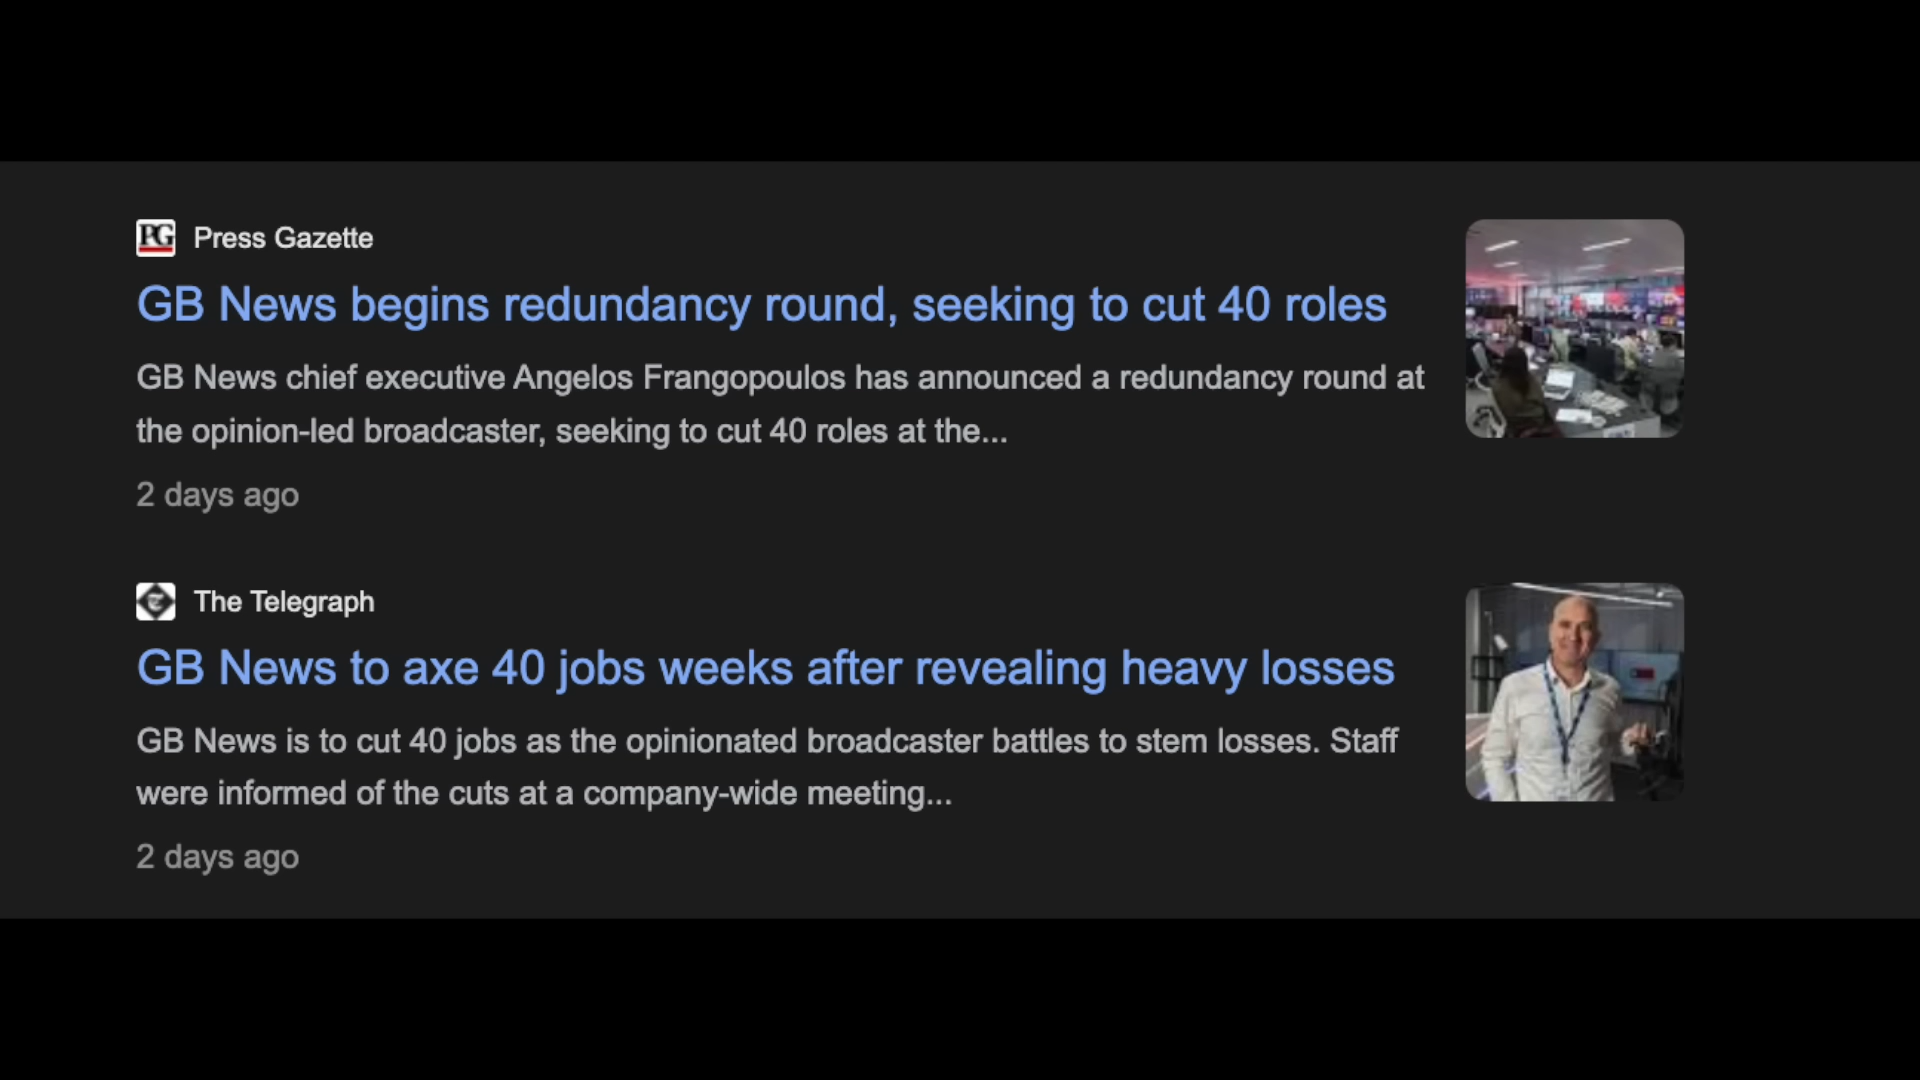 PG Press Gazette
GB News begins redundancy round, seeking to cut 40 roles
GB News chief executive Angelos Frangopoulos has announced a redundancy round at
the opinion-led broadcaster, seeking to cut 40 roles at the...
2 days ago
The Telegraph
GB News to axe 40 jobs weeks after revealing heavy losses
GB News is to cut 40 jobs as the opinionated broadcaster battles to stem losses. Staff
were informed of the cuts at a company-wide meeting...
2 days ago